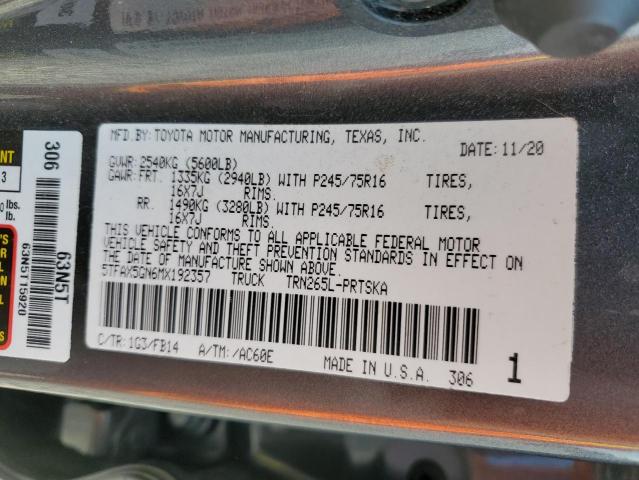 MFD.BY: TOYOTA MOTOR MANUFACTURING, TEXAS, INC.
DATE: 11/20
GVWR: 2540KG (5600LB)
GAWR: FRT. 1335KG (2940LB) WITH P245/75R16 TIRES,
16X7J RIMS.
RR. 1490KG (3280LB) WITH P245/75R16 TIRES,
16X7J RIMS.
THIS VEHICLE CONFORMS TO ALL APPLICABLE FEDERAL MOTOR
VEHICLE SAFETY AND THEFT PREVENTION STANDARDS IN EFFECT ON
THE DATE OF MANUFACTURE SHOWN ABOVE.
5TFAX5GN6MX192357 TRUCK TRN265L-PRTSKA
C/TR: 1G3/FB14 A/TM: /AC60E MADE IN U.S.A. 306 1
306
63N5T
63N5T15920
3
lbs.
lb.